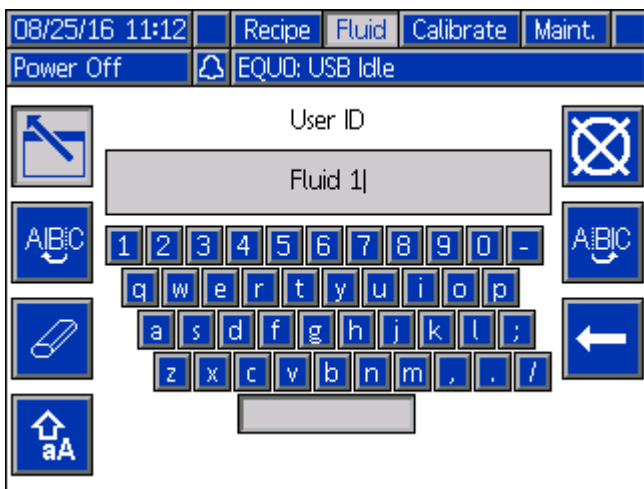 08/25/16 11:12 Recipe Fluid Calibrate Maint.
Power Off EQU0: USB Idle
User ID
Fluid 1
A|B|C A|B|C
1 2 3 4 5 6 7 8 9 0 -
q w e r t y u i o p
a s d f g h j k l ;
z x c v b n m , . /
aA